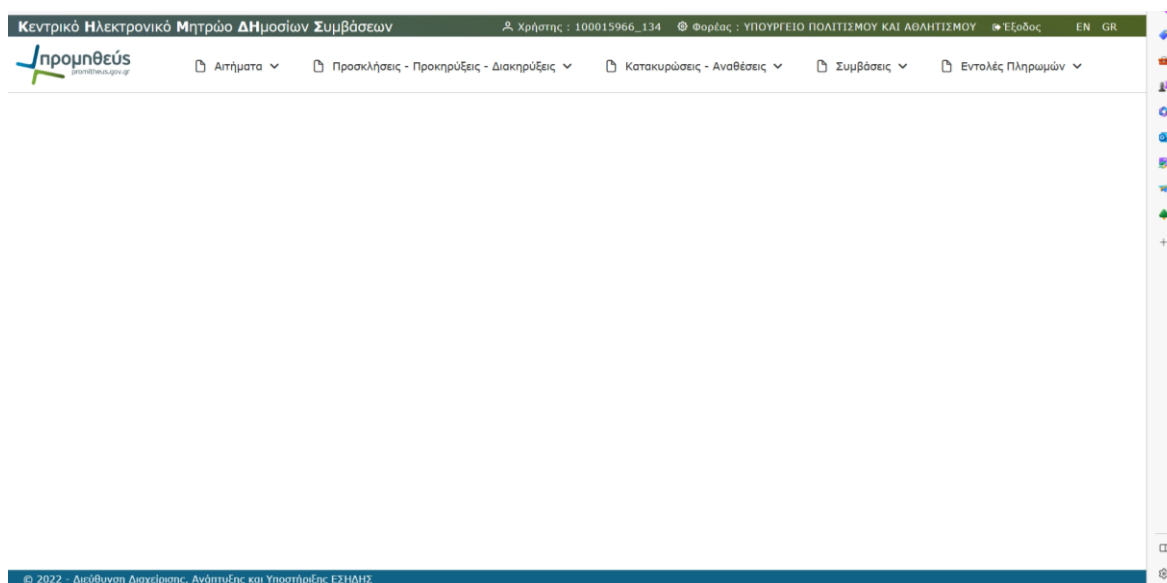 Κεντρικό Ηλεκτρονικό Μητρώο ΔΗμοσίων Συμβάσεων Χρήστης : 100015966_134 Φορέας : ΥΠΟΥΡΓΕΙΟ ΠΟΛΙΤΙΣΜΟΥ ΚΑΙ ΑΘΛΗΤΙΣΜΟΥ Έξοδος EN GR
προμηθεύς
promitheus.gov.gr
Αιτήματα Προσκλήσεις - Προκηρύξεις - Διακηρύξεις Κατακυρώσεις - Αναθέσεις Συμβάσεις Εντολές Πληρωμών
© 2022 - Διεύθυνση Διαχείρισης, Ανάπτυξης και Υποστήριξης ΕΣΗΔΗΣ